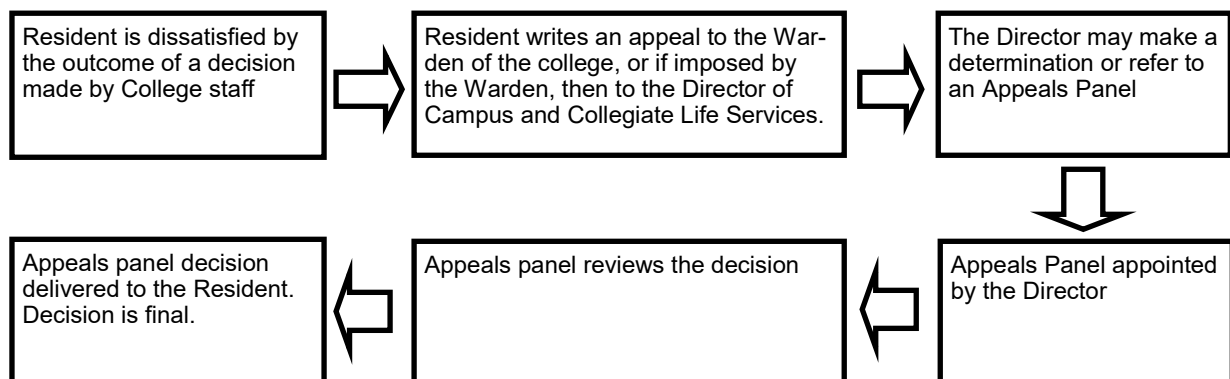 Resident is dissatisfied by
the outcome of a decision
made by College staff
Resident writes an appeal to the War-
den of the college, or if imposed by
the Warden, then to the Director of
Campus and Collegiate Life Services.
The Director may make a
determination or refer to
an Appeals Panel
Appeals Panel appointed
by the Director
Appeals panel reviews the decision
Appeals panel decision
delivered to the Resident.
Decision is final.